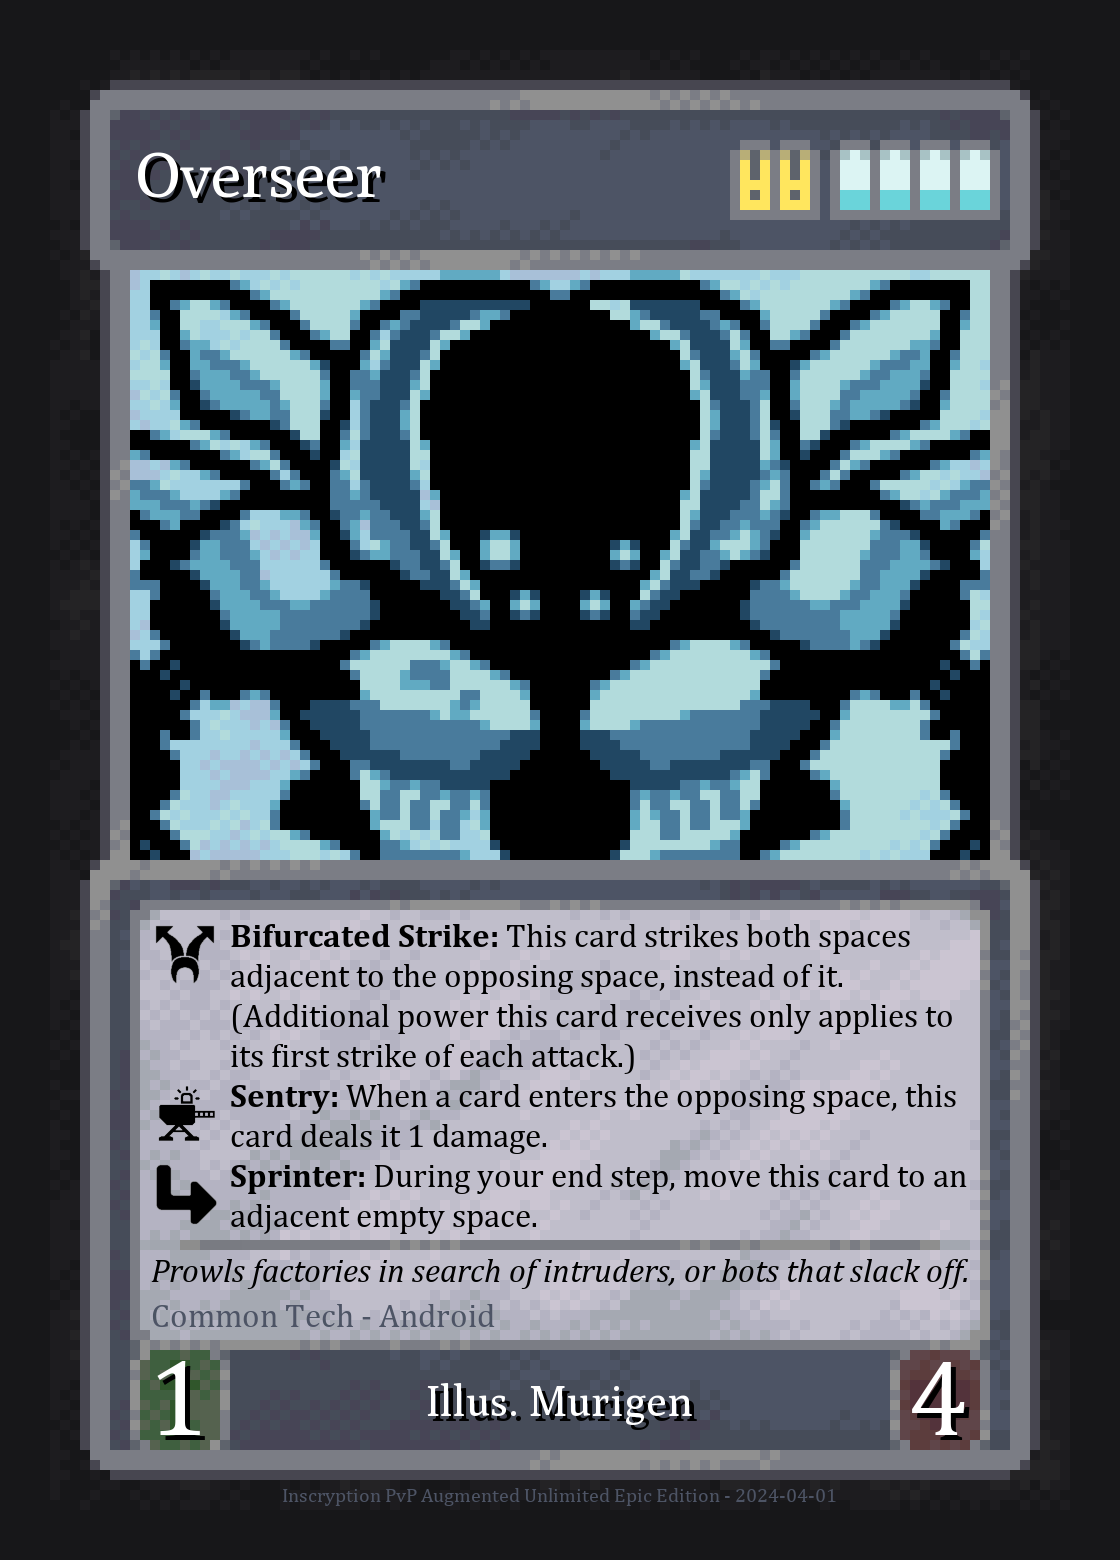 Overseer
Bifurcated Strike: This card strikes both spaces
adjacent to the opposing space, instead of it.
(Additional power this card receives only applies to
its first strike of each attack.)
Sentry: When a card enters the opposing space, this
card deals it 1 damage.
Sprinter: During your end step, move this card to an
adjacent empty space.
Prowls factories in search of intruders, or bots that slack off.
Common Tech - Android
1
Illus. Murigen
4
Inscryption PvP Augmented Unlimited Epic Edition - 2024-04-01